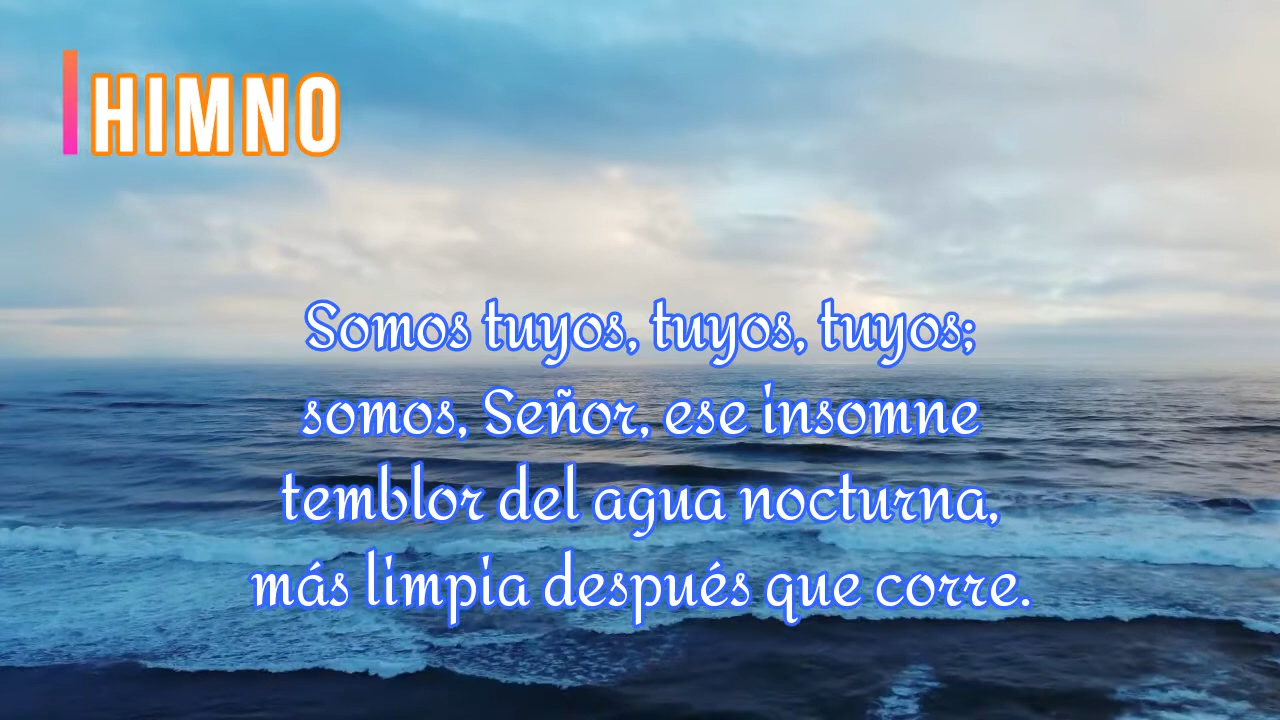 HIMNO
Somos tuyos, tuyos, tuyos;
somos, Señor, ese insomne
temblor del agua nocturna,
más limpia después que corre.